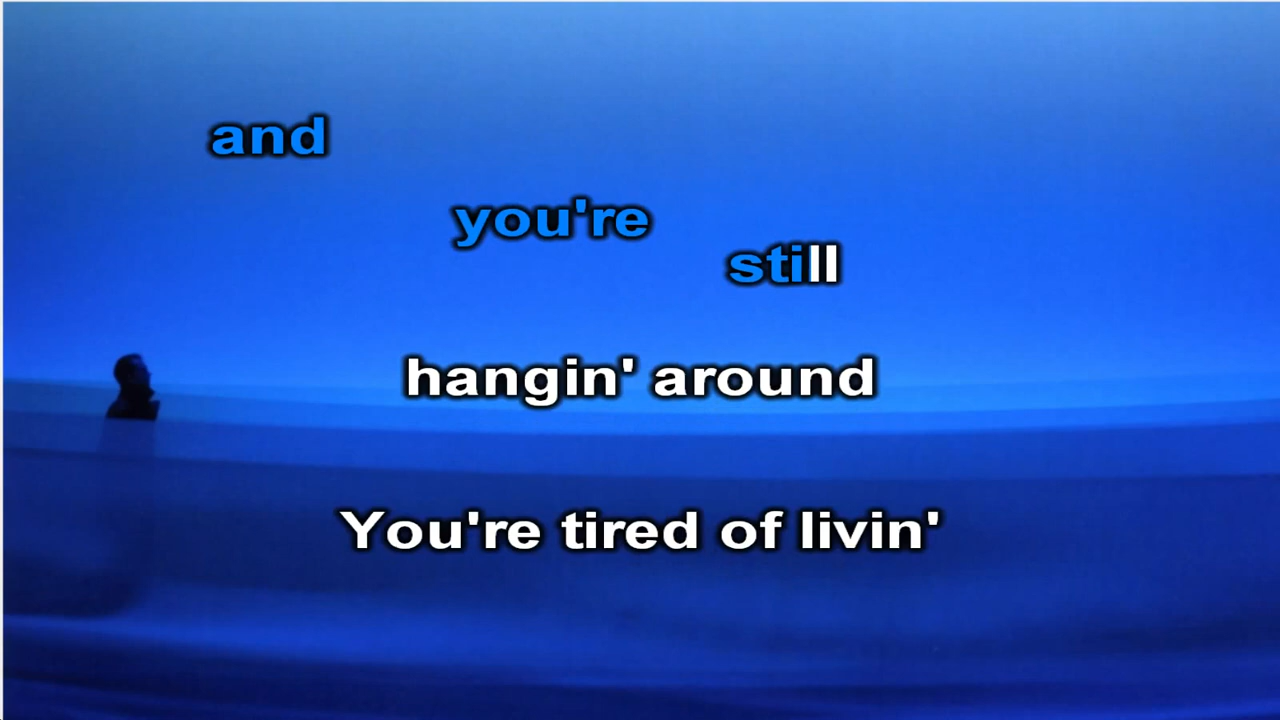 and
you're
still
hangin' around
You're tired of livin'